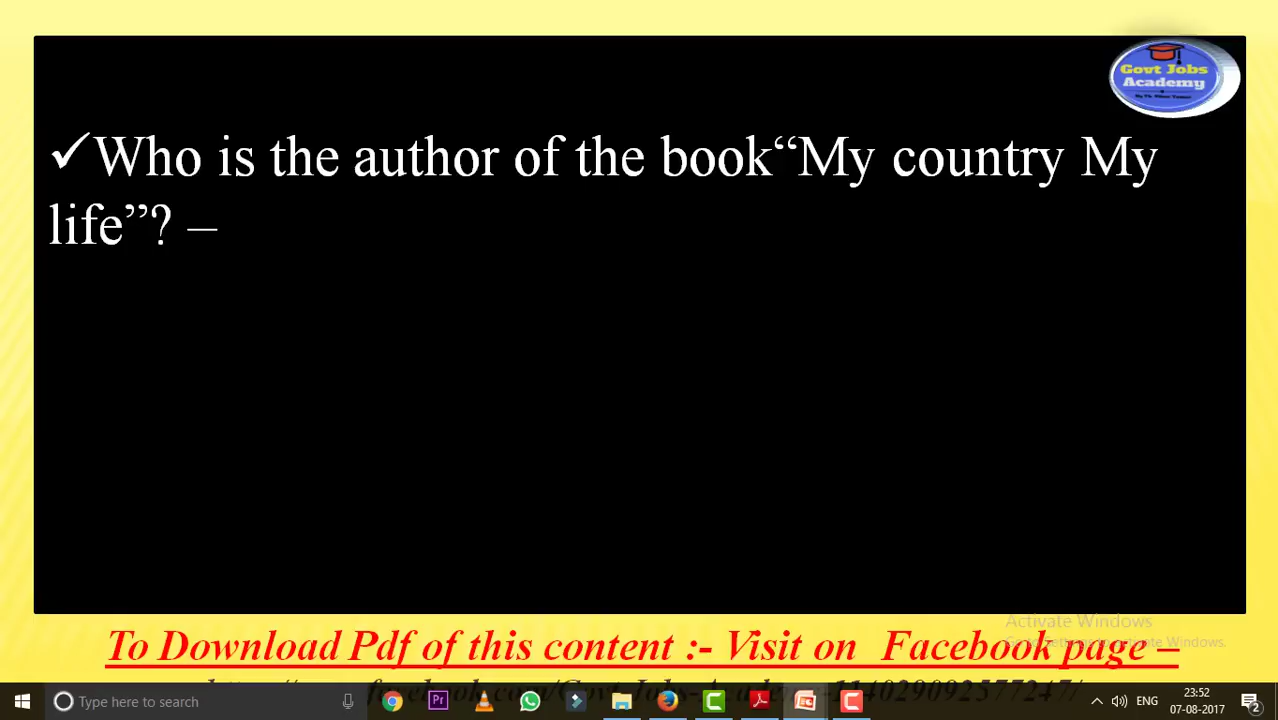 Govt Jobs
Academy
✓Who is the author of the book“My country My
life”? –
Activate Windows
To Download Pdf of this content :- Visit on Facebook page –
Type here to search
ENG
23:52
07-08-2017
2